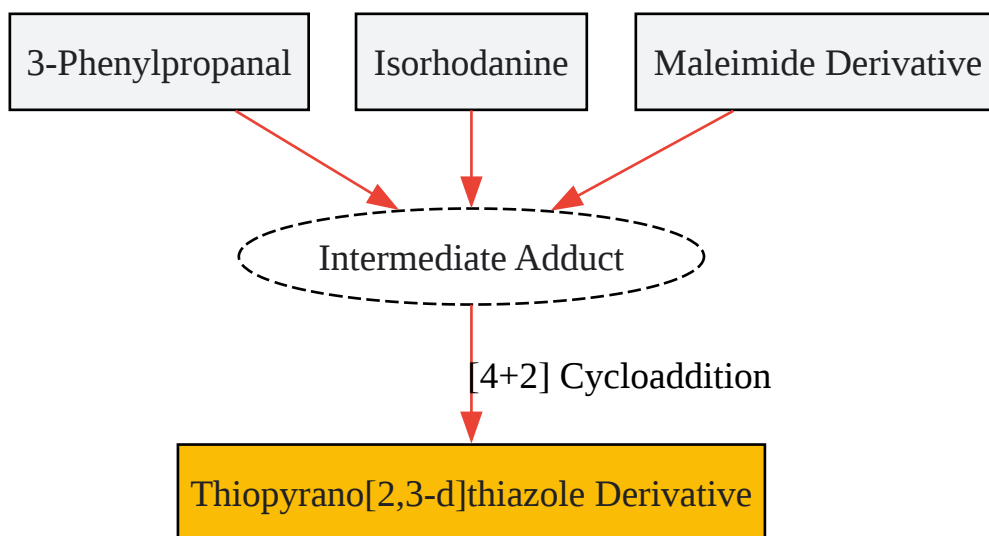 3-Phenylpropanal
Isorhodanine
Maleimide Derivative
Intermediate Adduct
[4+2] Cycloaddition
Thiopyrano[2,3-d]thiazole Derivative